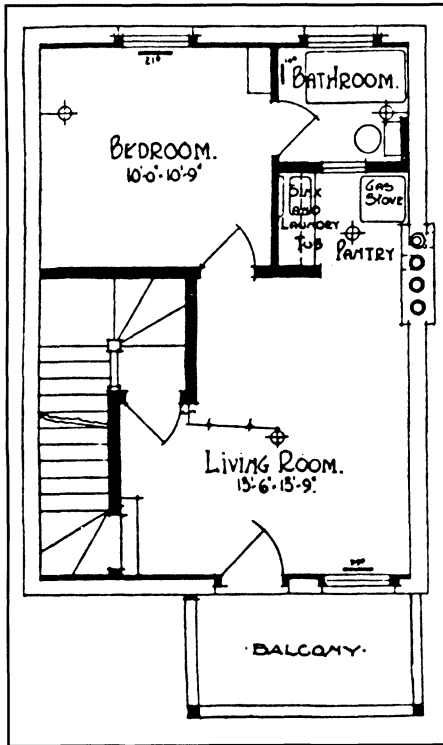 BATHROOM.
BEDROOM.
10'-0"·10'-9"
SINK
AND
LAUNDRY
TUB
GAS
STOVE
PANTRY
LIVING ROOM.
13'-6"·13'-9"
·BALCONY·